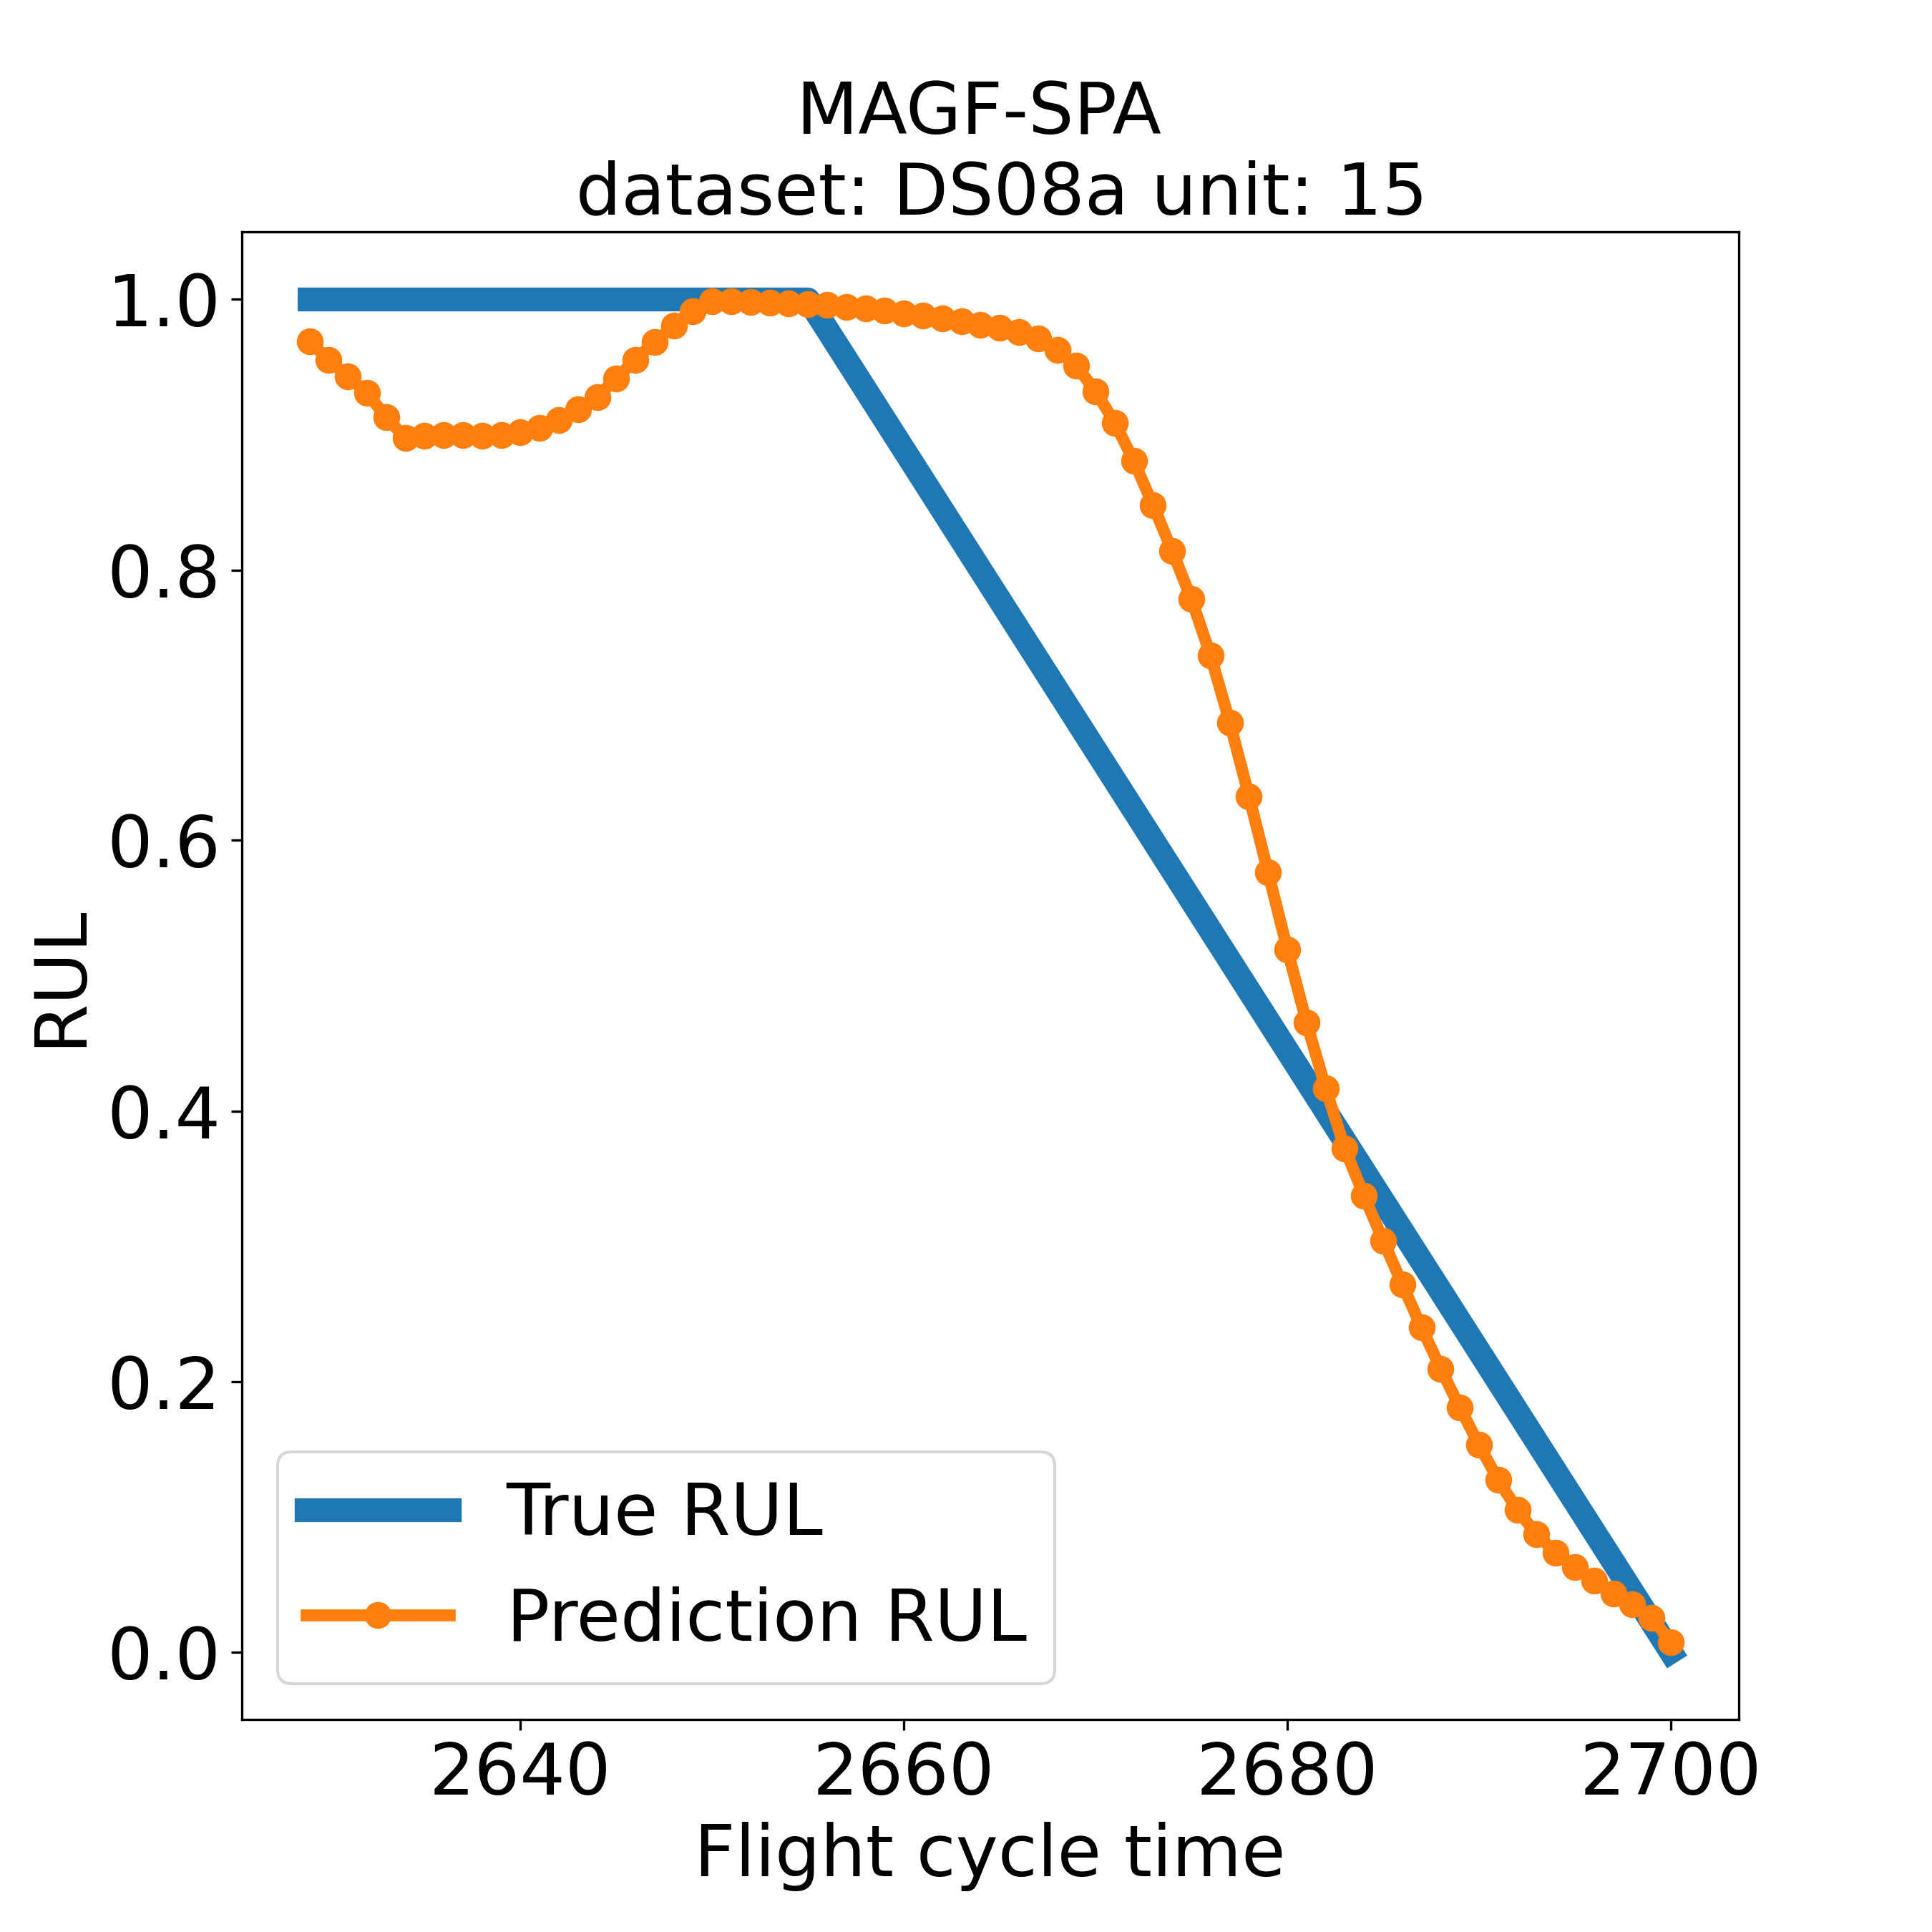 MAGF-SPA
dataset: DS08a unit: 15
1.0
0.8
0.6
0.4
0.2
0.0
RUL
True RUL
Prediction RUL
2640 2660 2680 2700
Flight cycle time